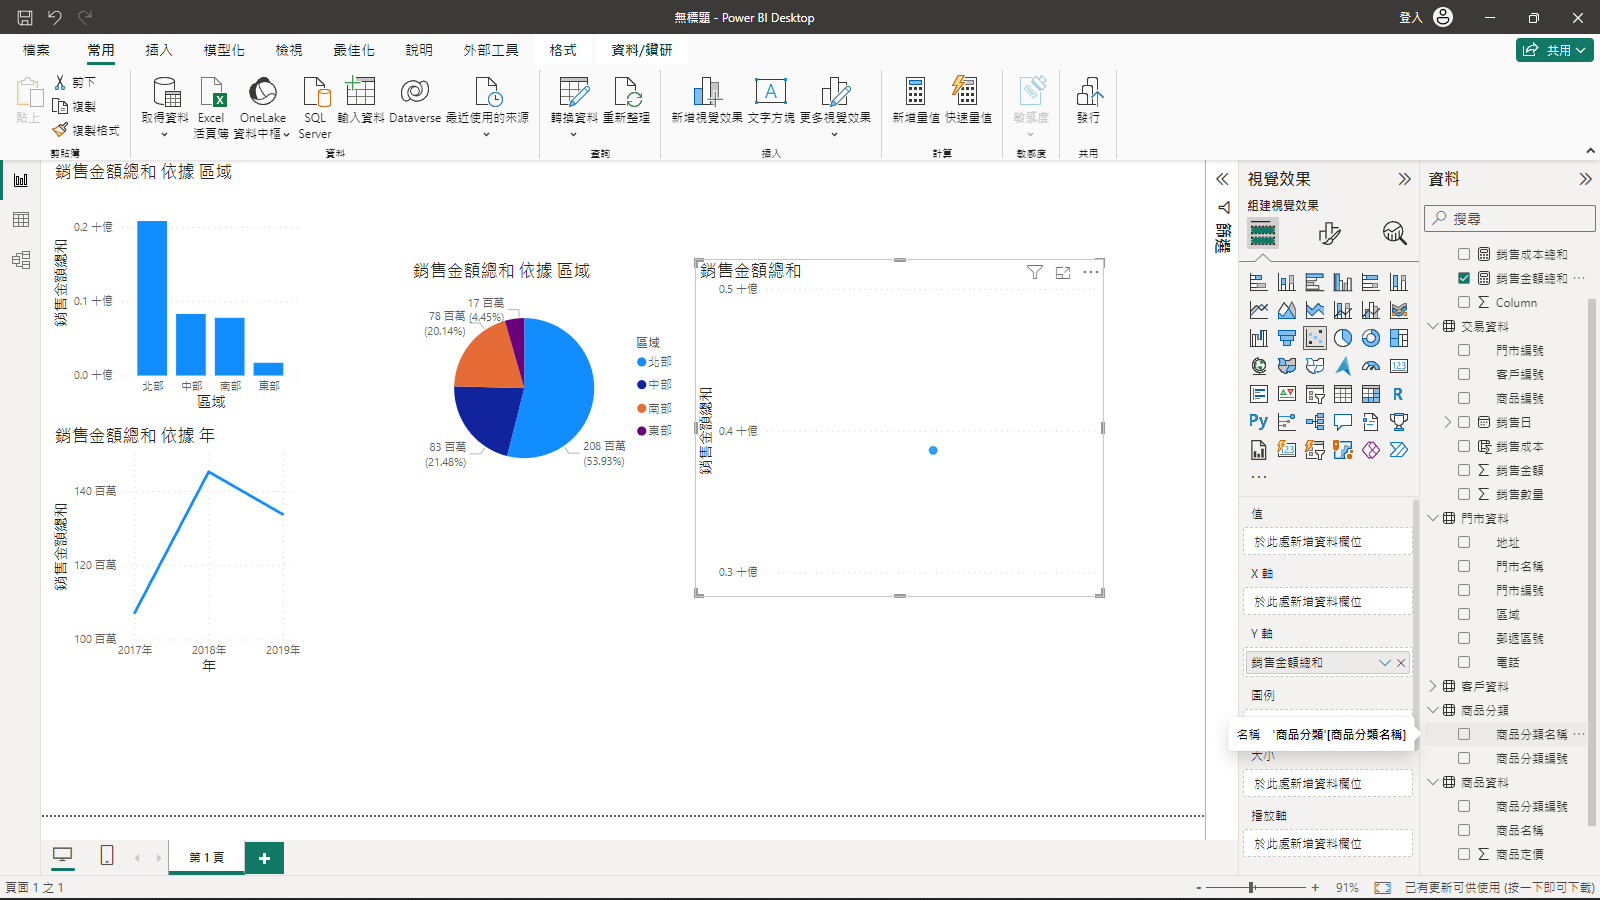 無標題 - Power BI Desktop
登入
檔案 常用 插入 模型化 檢視 最佳化 說明 外部工具 格式 資料/鑽研
共用
貼上
剪下
複製
複製格式
剪貼簿
取得資料
Excel 活頁簿
OneLake 資料中樞
SQL Server
輸入資料
Dataverse
最近使用的來源
資料
轉換資料
重新整理
查詢
新增視覺效果
文字方塊
更多視覺效果
插入
新增量值
快速量值
計算
敏感度
敏感度
發行
共用
銷售金額總和 依據 區域
銷售金額總和
0.2 十億
0.1 十億
0.0 十億
北部 中部 南部 東部
區域
銷售金額總和 依據 年
銷售金額總和
140 百萬
120 百萬
100 百萬
2017年 2018年 2019年
年
銷售金額總和 依據 區域
17 百萬
(4.45%)
78 百萬
(20.14%)
83 百萬
(21.48%)
208 百萬
(53.93%)
區域
北部
中部
南部
東部
銷售金額總和
銷售金額總和
0.5 十億
0.4 十億
0.3 十億
篩選
視覺效果
組建視覺效果
123
R
Py
123
值
於此處新增資料欄位
X 軸
於此處新增資料欄位
Y 軸
銷售金額總和
圖例
名稱 '商品分類'[商品分類名稱]
大小
於此處新增資料欄位
播放軸
於此處新增資料欄位
資料
搜尋
銷售成本總和
銷售金額總和
Column
交易資料
門市編號
客戶編號
商品編號
銷售日
銷售成本
銷售金額
銷售數量
門市資料
地址
門市名稱
門市編號
區域
郵遞區號
電話
客戶資料
商品分類
商品分類名稱
商品分類編號
商品資料
商品分類編號
商品名稱
商品定價
第 1 頁
頁面 1 之 1
- + 91%
已有更新可供使用 (按一下即可下載)